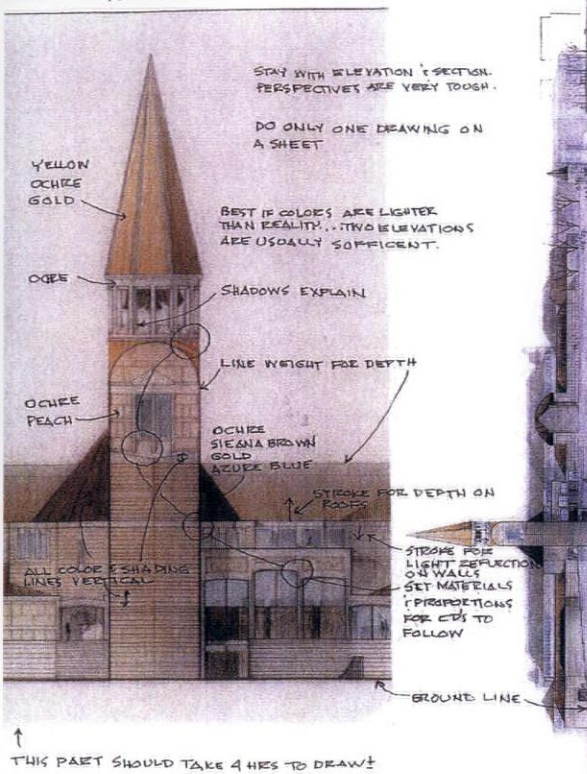 STAY WITH ELEVATION & SECTION.
PERSPECTIVES ARE VERY TOUGH.
DO ONLY ONE DRAWING ON
A SHEET
YELLOW
OCHRE
GOLD
BEST IF COLORS ARE LIGHTER
THAN REALITY... TWO ELEVATIONS
ARE USUALLY SOFFICENT.
OCRE
SHADOWS EXPLAIN
LINE WEIGHT FOR DEPTH
OCHRE
PEACH
OCHRE
SIENNA BROWN
GOLD
AZURE BLUE
STROKE FOR DEPTH ON
ROOFS
ALL COLOR & SHADING
LINES VERTICAL
STROKE FOR
LIGHT REFLECTION
ON WALLS
SET MATERIALS
& PROPORTIONS
FOR CD'S TO
FOLLOW
GROUND LINE
THIS PART SHOULD TAKE 4 HRS TO DRAW±